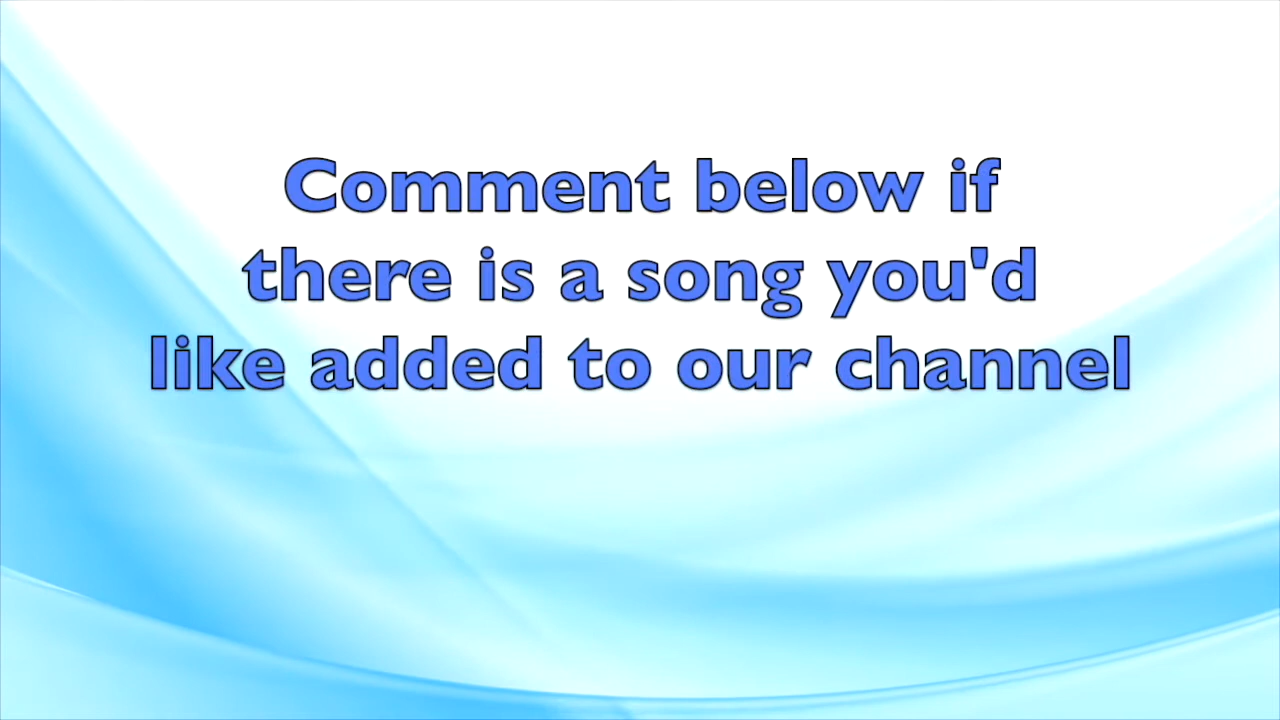 Comment below if
there is a song you'd
like added to our channel